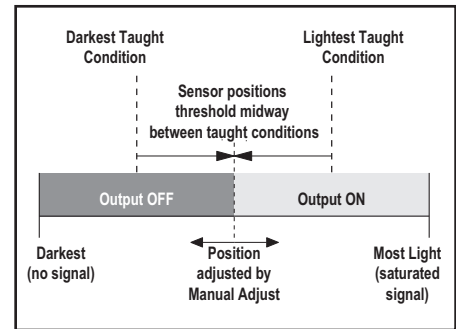 Darkest Taught
Condition
Lightest Taught
Condition
Sensor positions
threshold midway
between taught conditions
Output OFF
Output ON
Darkest
(no signal)
Position
adjusted by
Manual Adjust
Most Light
(saturated
signal)